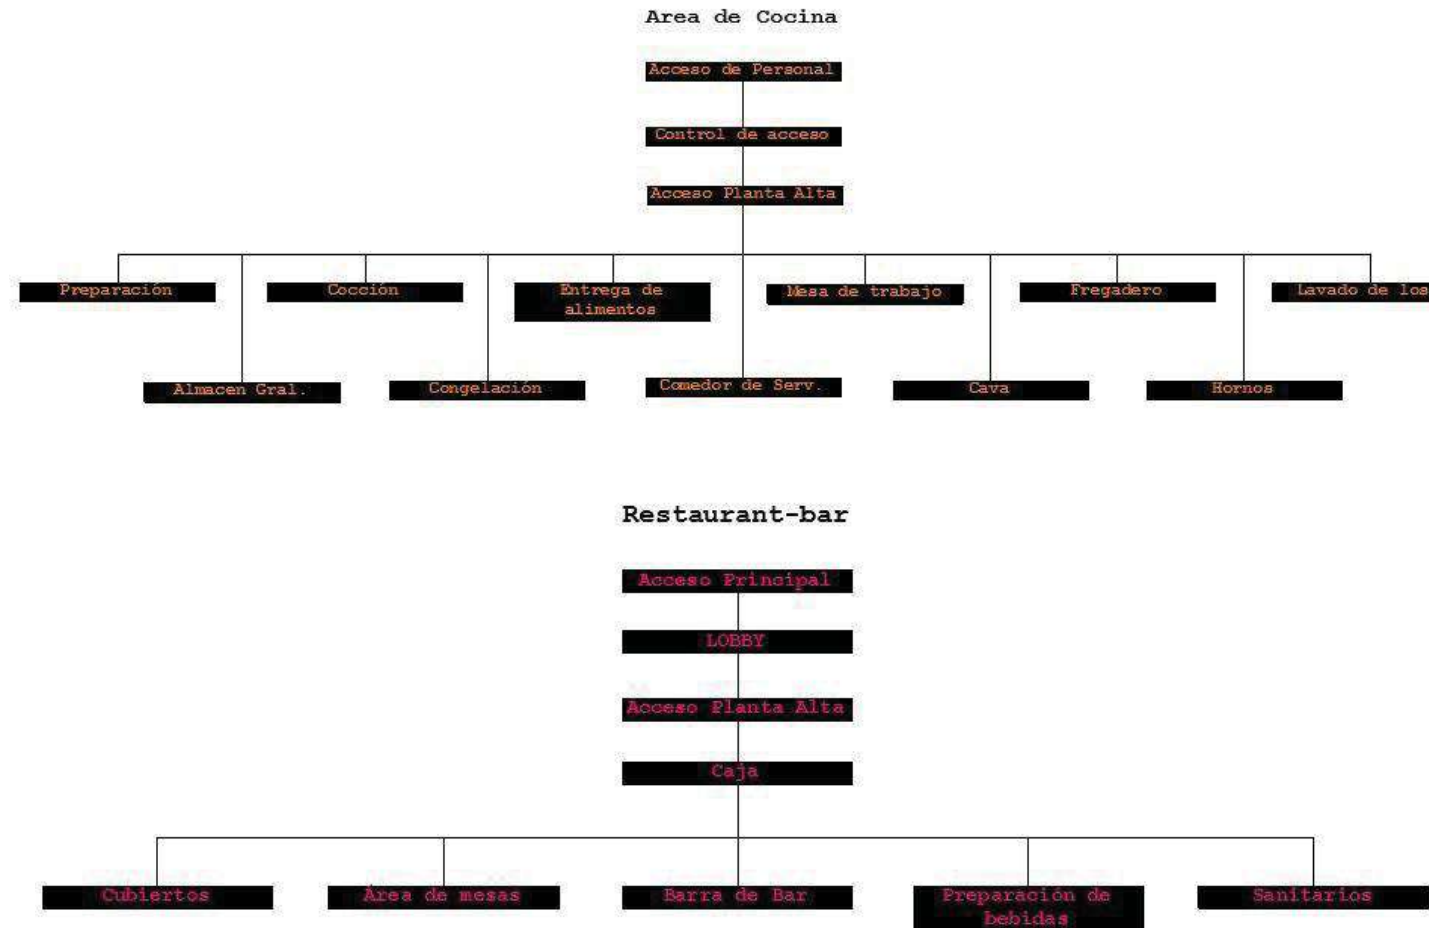 Area de Cocina
Acceso de Personal
Control de acceso
Acceso Planta Alta
Preparación
Cocción
Entrega de
alimentos
Mesa de trabajo
Fregadero
Lavado de los
Almacen Gral.
Congelación
Comedor de Serv.
Cava
Hornos
Restaurant-bar
Acceso Principal
LOBBY
Acceso Planta Alta
Caja
Cubiertos
Área de mesas
Barra de Bar
Preparación de
bebidas
Sanitarios